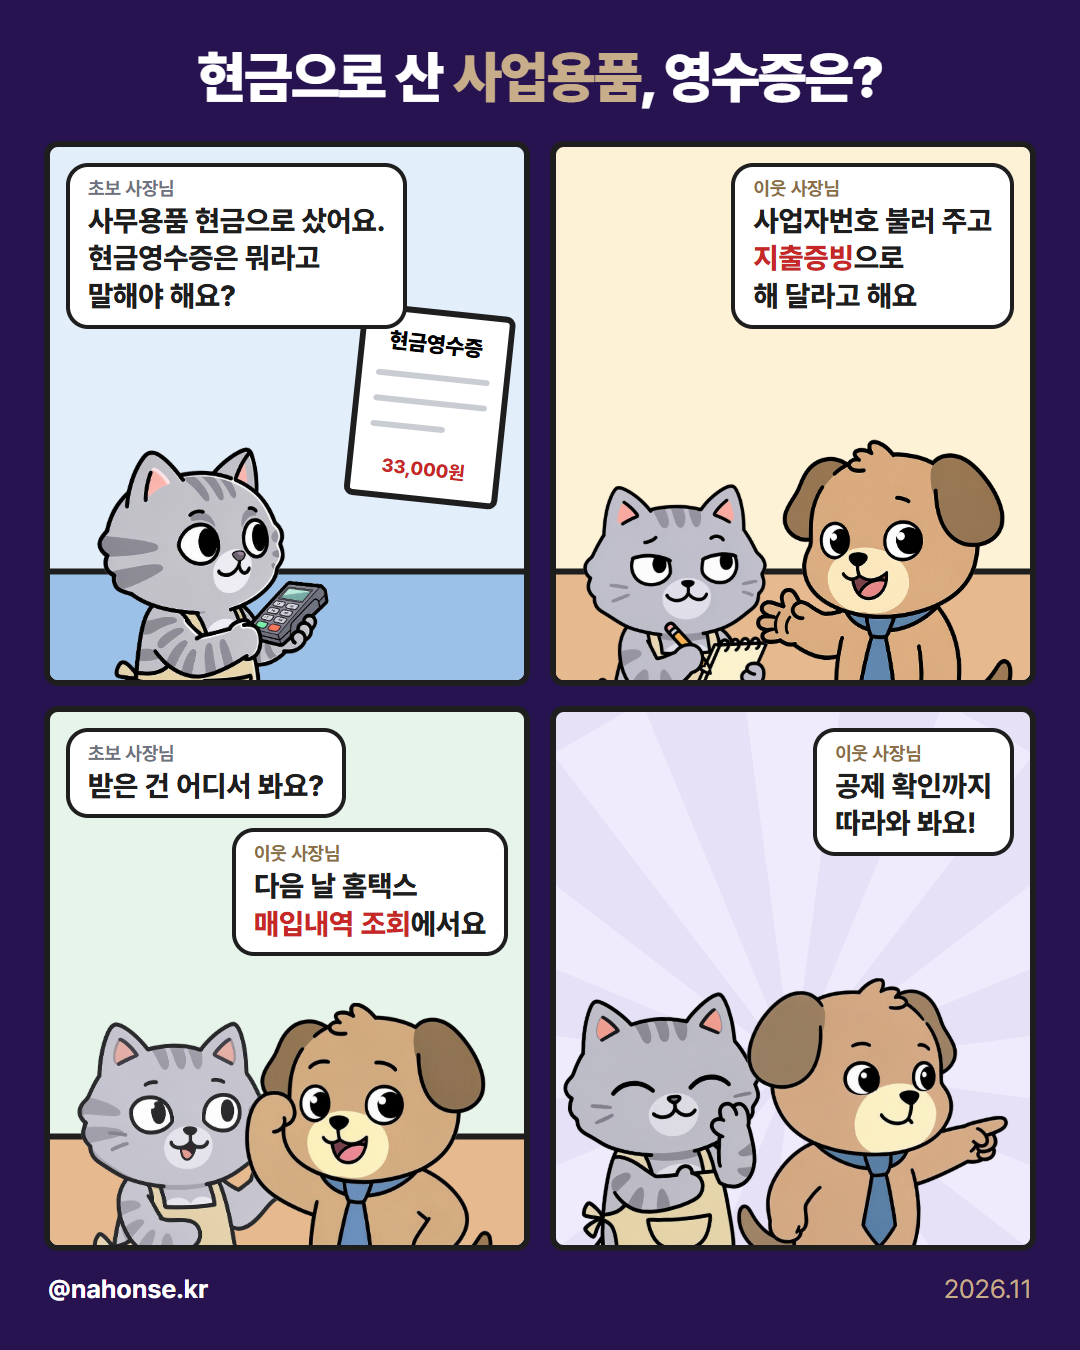 현금으로 산 사업용품, 영수증은?
초보 사장님
사무용품 현금으로 샀어요.
현금영수증은 뭐라고
말해야 해요?
현금영수증
33,000원
이웃 사장님
사업자번호 불러 주고
지출증빙으로
해 달라고 해요
초보 사장님
받은 건 어디서 봐요?
이웃 사장님
다음 날 홈택스
매입내역 조회에서요
이웃 사장님
공제 확인까지
따라와 봐요!
@nahonse.kr
2026.11